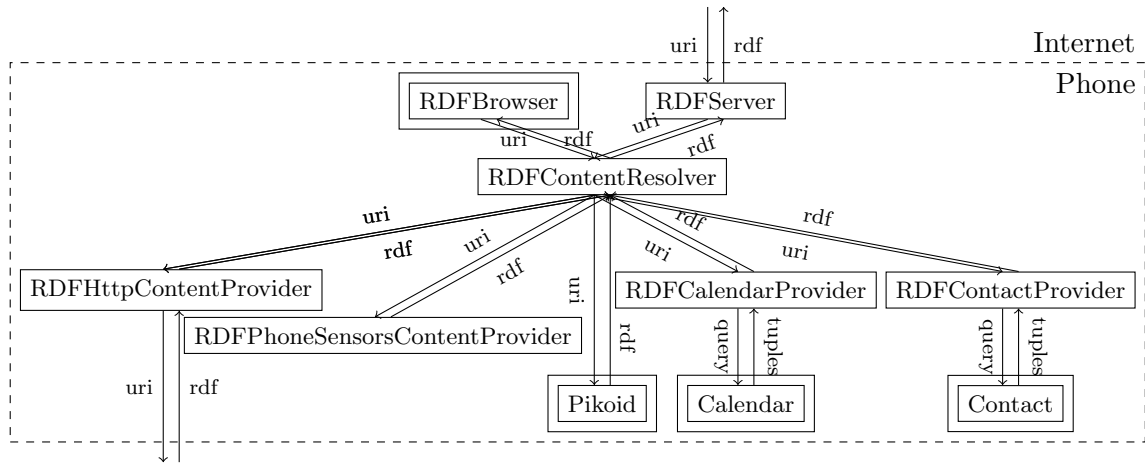 uri rdf
Internet
Phone
RDFBrowser RDFServer
uri rdf uri rdf
RDFContentResolver
uri rdf uri rdf uri rdf uri rdf uri rdf
RDFHttpContentProvider RDFCalendarProvider RDFContactProvider
RDFPhoneSensorsContentProvider
query tuples query tuples
uri rdf
Pikoid Calendar Contact